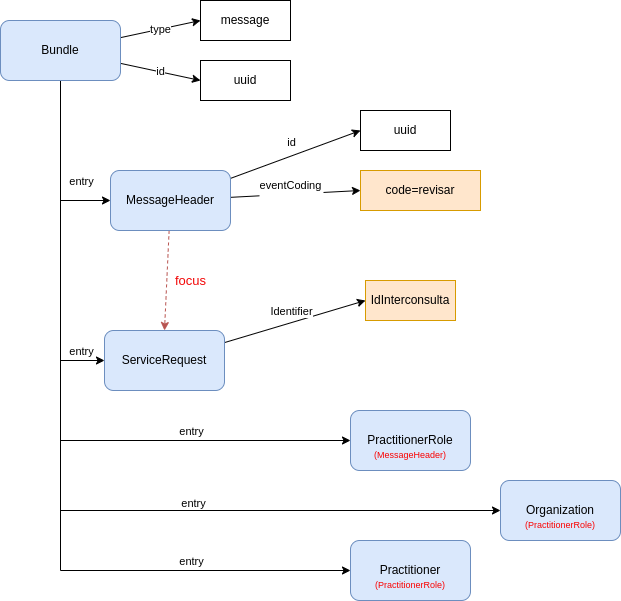 message
type
Bundle
id
uuid
uuid
id
entry
MessageHeader
eventCoding
code=revisar
focus
IdInterconsulta
Identifier
entry
ServiceRequest
entry
PractitionerRole
(MessageHeader)
entry
Organization
(PractitionerRole)
entry
Practitioner
(PractitionerRole)